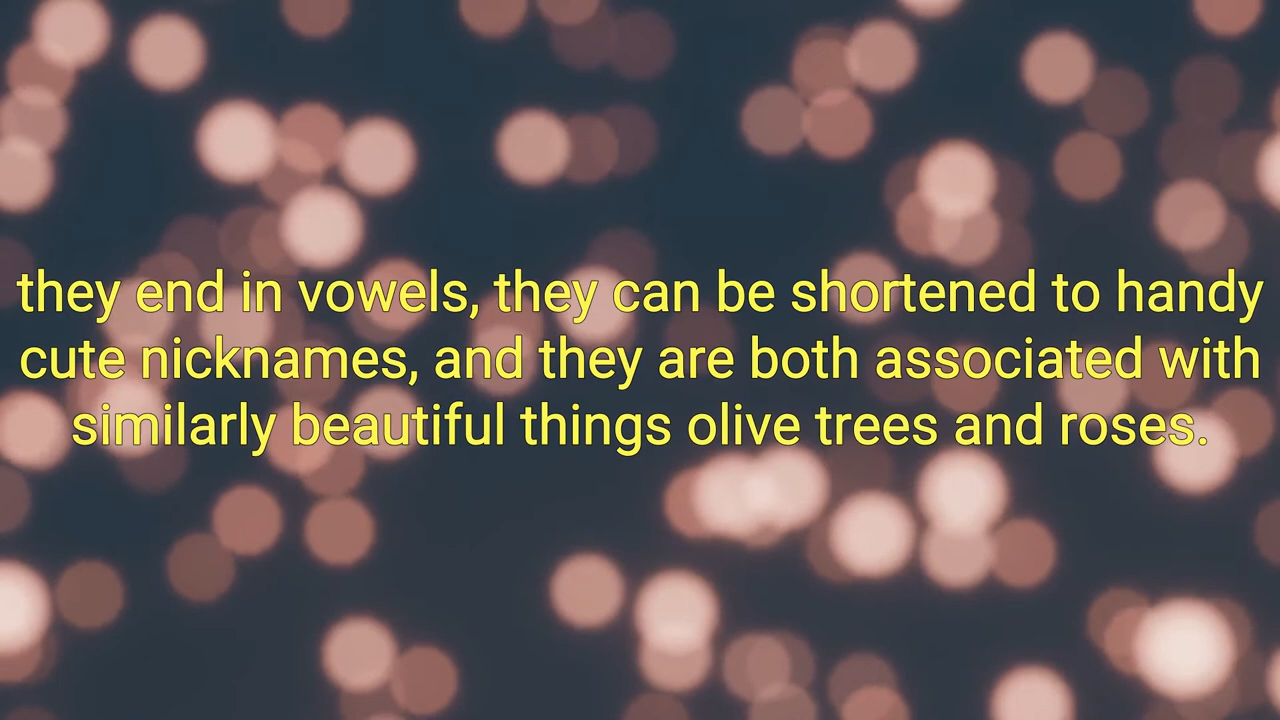 they end in vowels, they can be shortened to handy
cute nicknames, and they are both associated with
similarly beautiful things olive trees and roses.